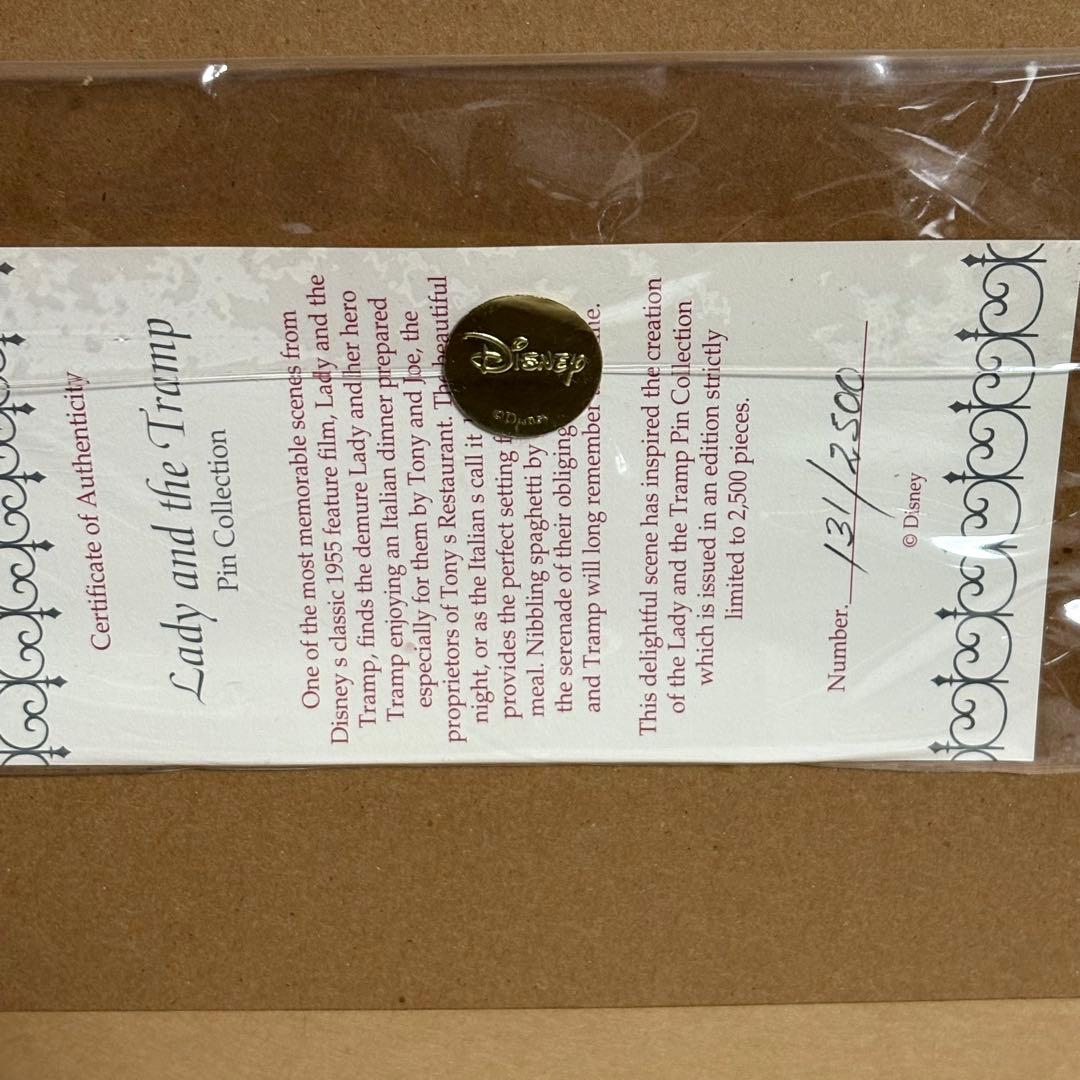 Certificate of Authenticity
Lady and the Tramp
Pin Collection
One of the most memorable scenes from
Disney s classic 1955 feature film, Lady and the
Tramp, finds the demure Lady and her hero
Tramp enjoying an Italian dinner prepared
especially for them by Tony and Joe, the
proprietors of Tony s Restaurant. The beautiful
night, or as the Italian s call it
provides the perfect setting
meal. Nibbling spaghetti by
the serenade of their obliging
and Tramp will long remember
This delightful scene has inspired the creation
of the Lady and the Tramp Pin Collection
which is issued in an edition strictly
limited to 2,500 pieces.
Number. 131/2500
© Disney
Disney
© Disney